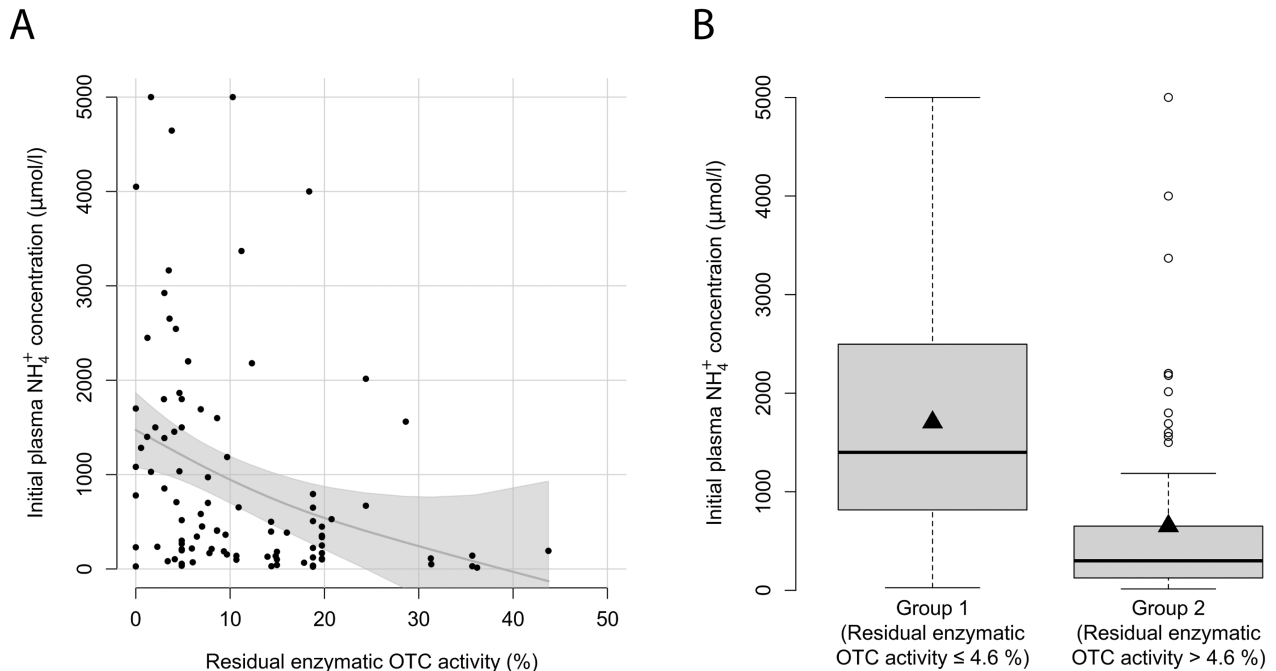 A
Initial plasma NH4+ concentration (µmol/l)
5000
4000
3000
2000
1000
0
0 10 20 30 40 50
Residual enzymatic OTC activity (%)
B
Initial plasma NH4+ concentraion (µmol/l)
5000
4000
3000
2000
1000
0
Group 1
(Residual enzymatic
OTC activity ≤ 4.6 %)
Group 2
(Residual enzymatic
OTC activity > 4.6 %)